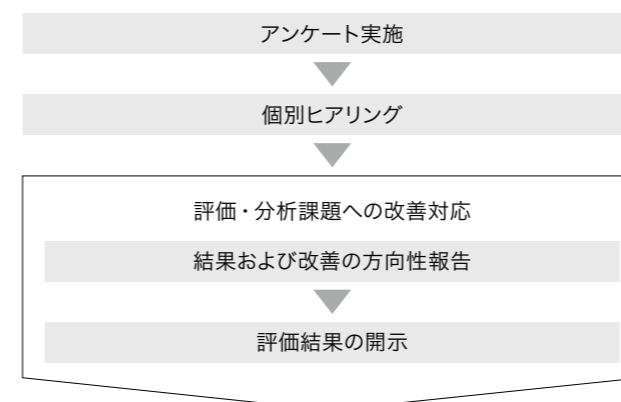 アンケート実施
個別ヒアリング
評価・分析課題への改善対応
結果および改善の方向性報告
評価結果の開示